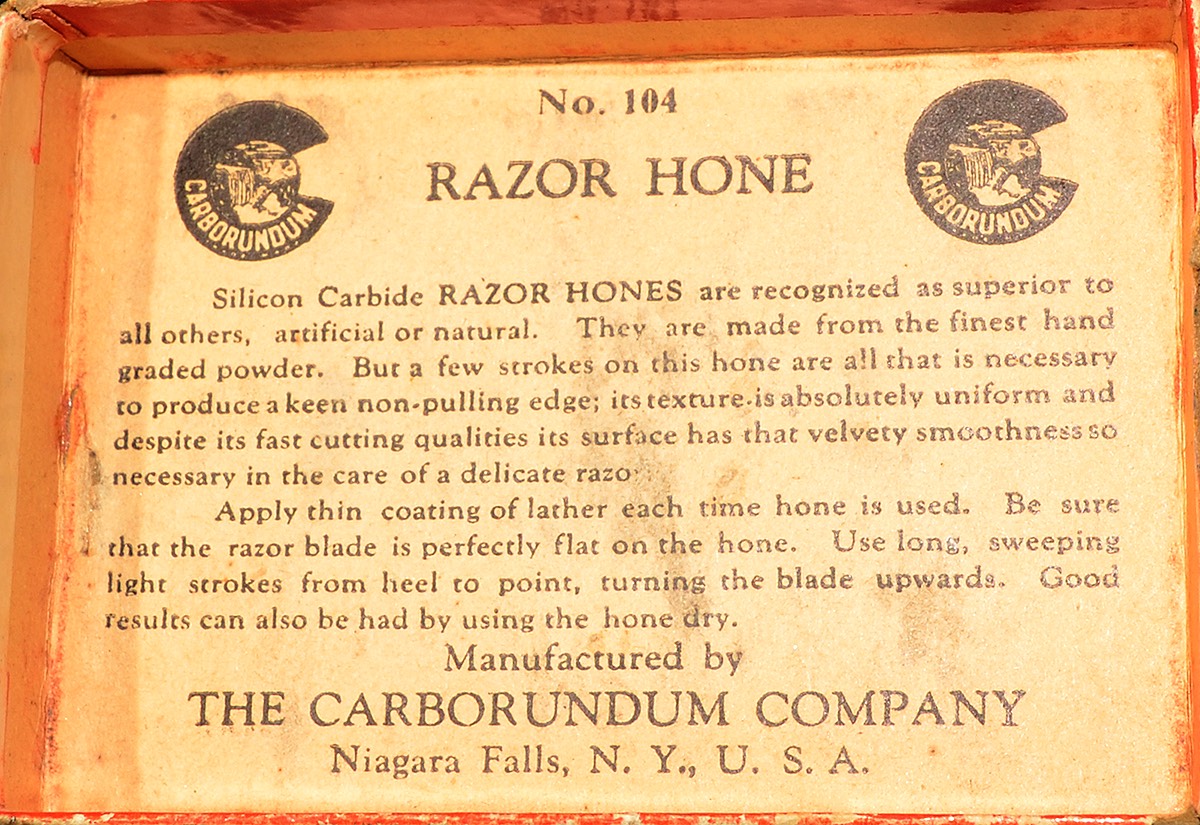 No. 104
RAZOR HONE
CARBORUNDUM
CARBORUNDUM
Silicon Carbide RAZOR HONES are recognized as superior to
all others, artificial or natural. They are made from the finest hand
graded powder. But a few strokes on this hone are all that is necessary
to produce a keen non-pulling edge; its texture is absolutely uniform and
despite its fast cutting qualities its surface has that velvety smoothness so
necessary in the care of a delicate razo
Apply thin coating of lather each time hone is used. Be sure
that the razor blade is perfectly flat on the hone. Use long, sweeping
light strokes from heel to point, turning the blade upwards. Good
results can also be had by using the hone dry.
Manufactured by
THE CARBORUNDUM COMPANY
Niagara Falls, N. Y., U. S. A.